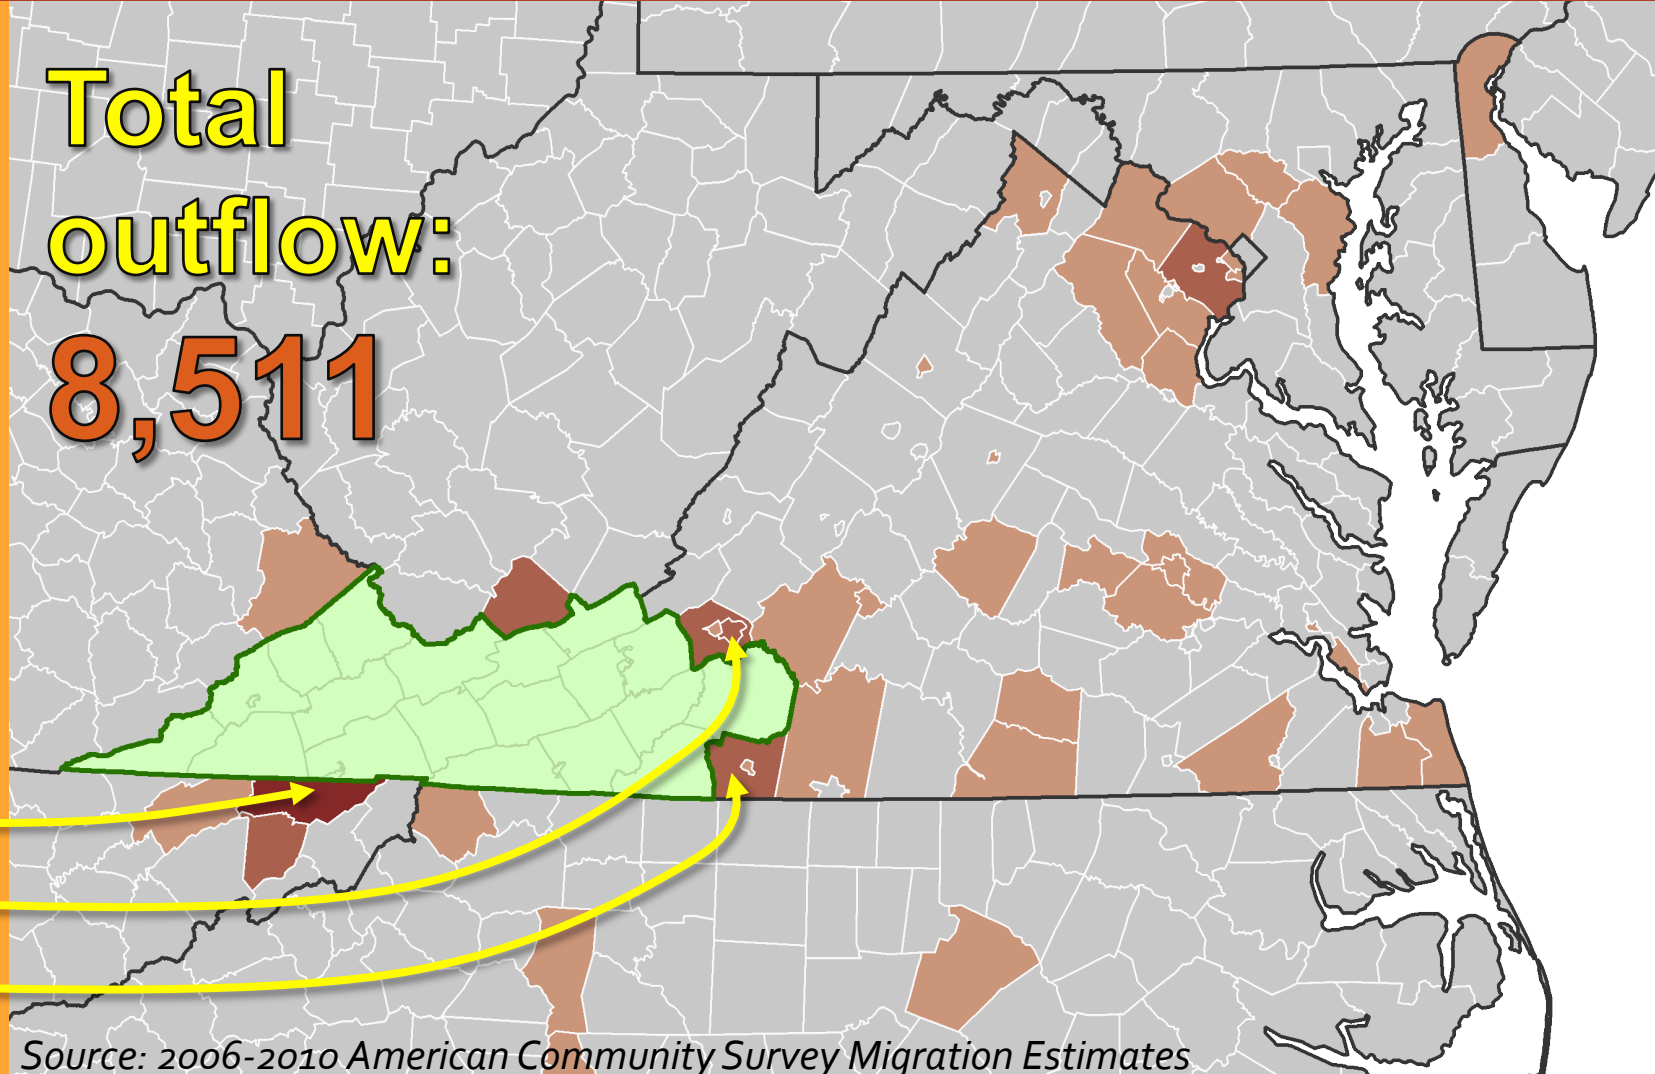 Total
outflow:
8,511
Source: 2006-2010 American Community Survey Migration Estimates